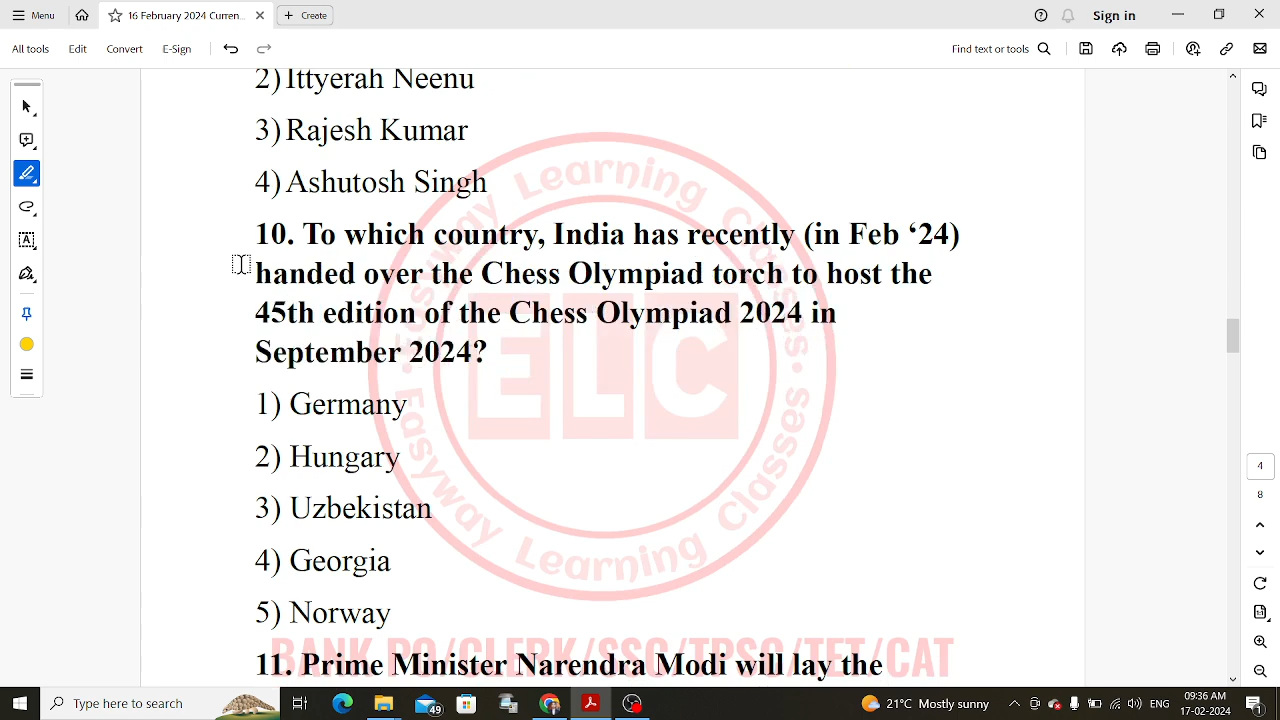 Menu
16 February 2024 Curren...
Create
Sign in
All tools
Edit
Convert
E-Sign
Find text or tools
2) Ittyerah Neenu
3) Rajesh Kumar
4) Ashutosh Singh
10. To which country, India has recently (in Feb ‘24)
handed over the Chess Olympiad torch to host the
45th edition of the Chess Olympiad 2024 in
September 2024?
1) Germany
2) Hungary
3) Uzbekistan
4) Georgia
5) Norway
11. Prime Minister Narendra Modi will lay the
Easyway Learning Classes
ELC
Easyway Learning Classes
BANK PO/CLERK/SSC/TPSC/TET/CAT
4
8
Type here to search
49
21°C Mostly sunny
ENG
09:36 AM
17-02-2024
1